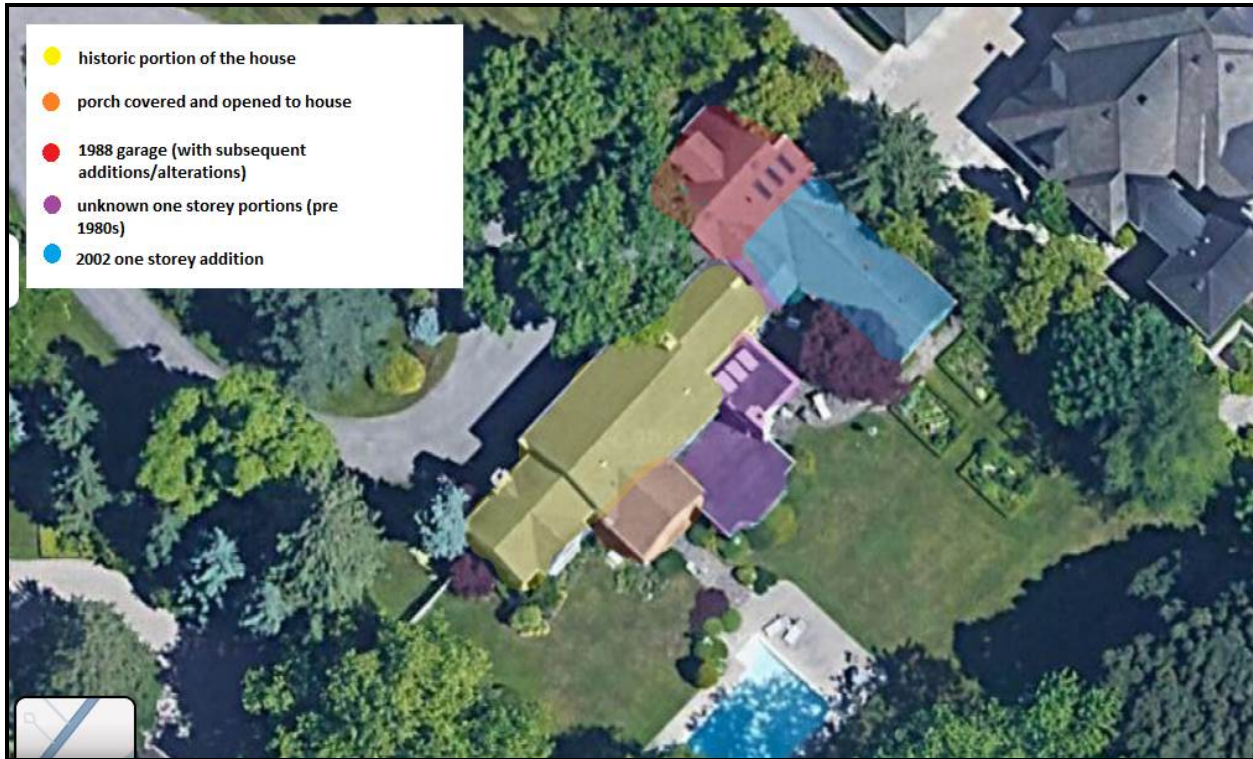 historic portion of the house
porch covered and opened to house
1988 garage (with subsequent
additions/alterations)
unknown one storey portions (pre
1980s)
2002 one storey addition